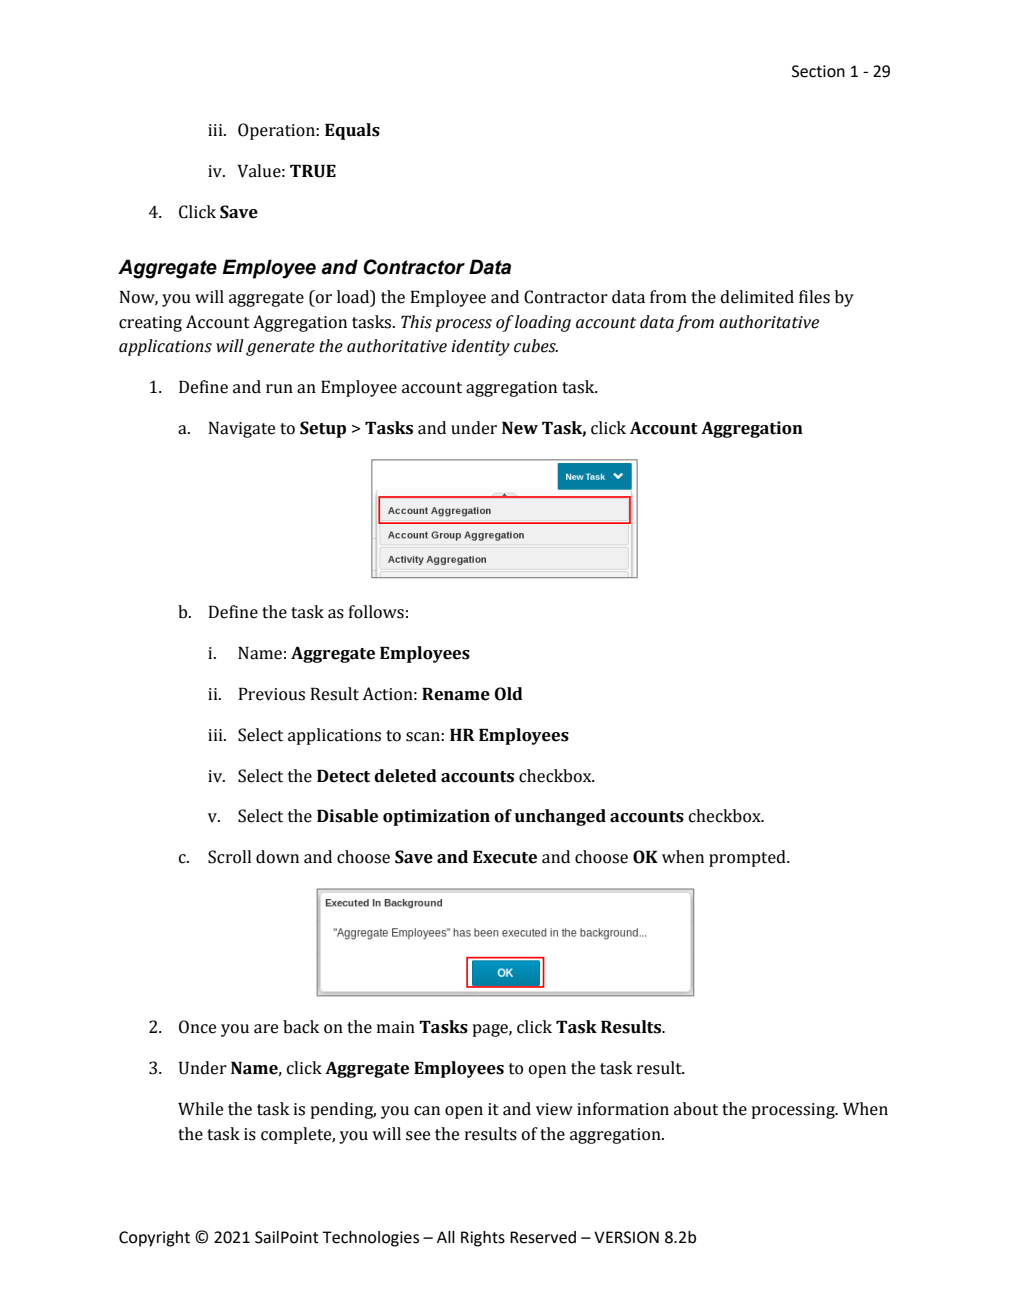 Section 1 - 29
iii. Operation: Equals
iv. Value: TRUE
4. Click Save
Aggregate Employee and Contractor Data
Now, you will aggregate (or load) the Employee and Contractor data from the delimited files by
creating Account Aggregation tasks. This process of loading account data from authoritative
applications will generate the authoritative identity cubes.
1. Define and run an Employee account aggregation task.
a. Navigate to Setup > Tasks and under New Task, click Account Aggregation
New Task
Account Aggregation
Account Group Aggregation
Activity Aggregation
b. Define the task as follows:
i. Name: Aggregate Employees
ii. Previous Result Action: Rename Old
iii. Select applications to scan: HR Employees
iv. Select the Detect deleted accounts checkbox.
v. Select the Disable optimization of unchanged accounts checkbox.
c. Scroll down and choose Save and Execute and choose OK when prompted.
Executed In Background
"Aggregate Employees" has been executed in the background...
OK
2. Once you are back on the main Tasks page, click Task Results.
3. Under Name, click Aggregate Employees to open the task result.
While the task is pending, you can open it and view information about the processing. When
the task is complete, you will see the results of the aggregation.
Copyright © 2021 SailPoint Technologies – All Rights Reserved – VERSION 8.2b